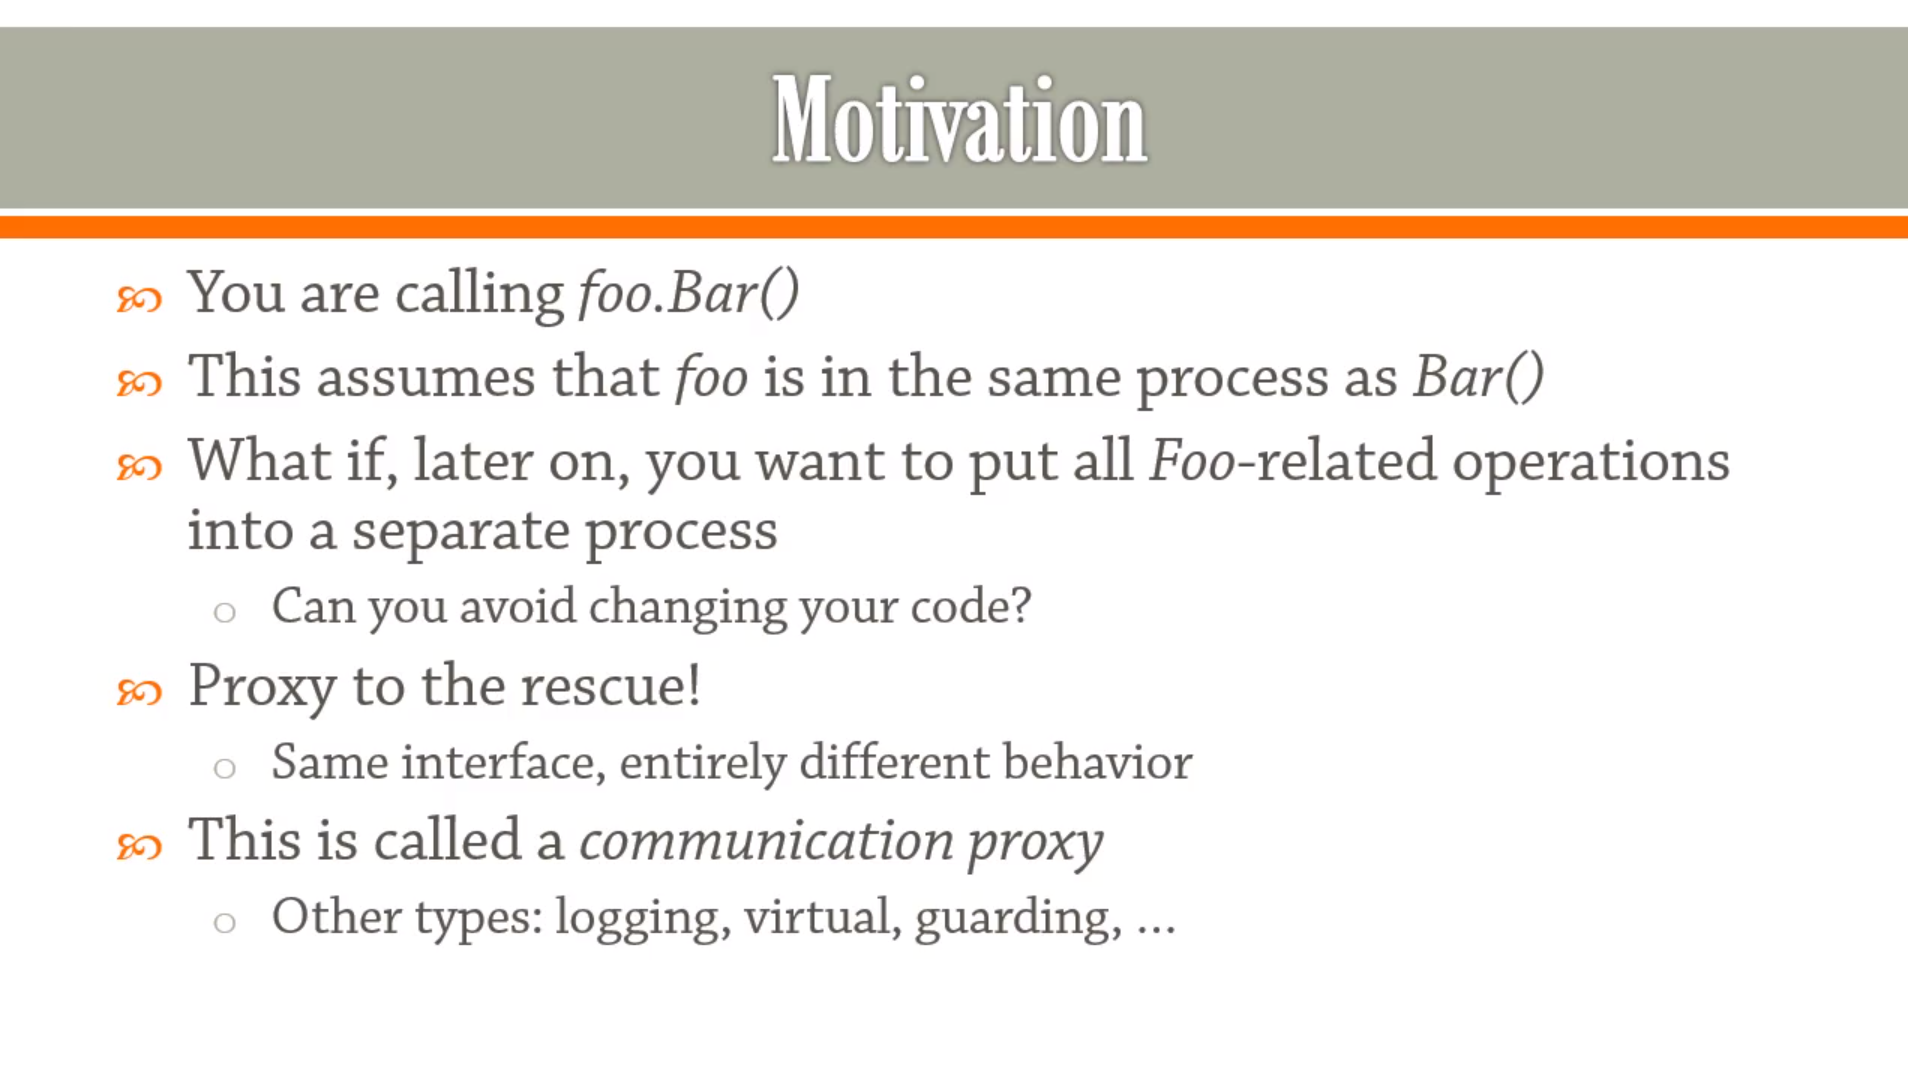 Motivation
You are calling foo.Bar()
This assumes that foo is in the same process as Bar()
What if, later on, you want to put all Foo-related operations
into a separate process
Can you avoid changing your code?
Proxy to the rescue!
Same interface, entirely different behavior
This is called a communication proxy
Other types: logging, virtual, guarding, ...